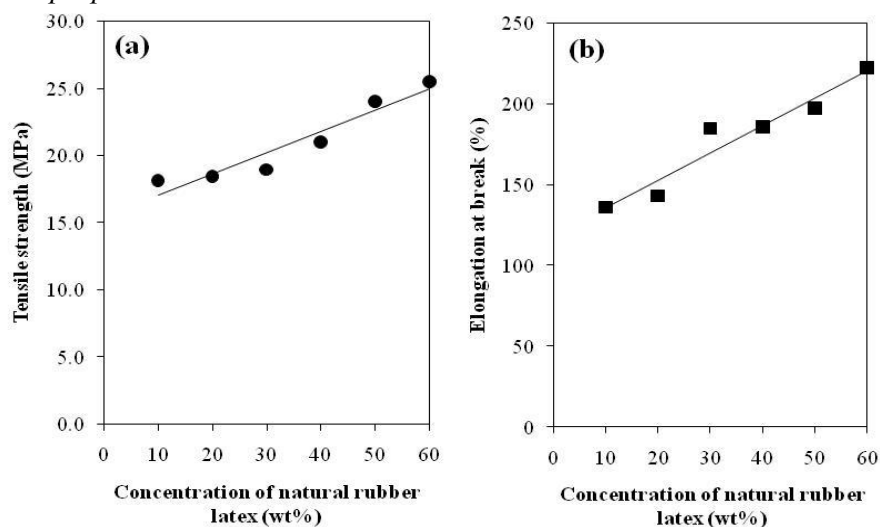 (a)
30.0
25.0
20.0
15.0
10.0
5.0
0.0
Tensile strength (MPa)
0 10 20 30 40 50 60
Concentration of natural rubber
latex (wt%)
(b)
250
200
150
100
50
0
Elongation at break (%)
0 10 20 30 40 50 60
Concentration of natural rubber
latex (wt%)